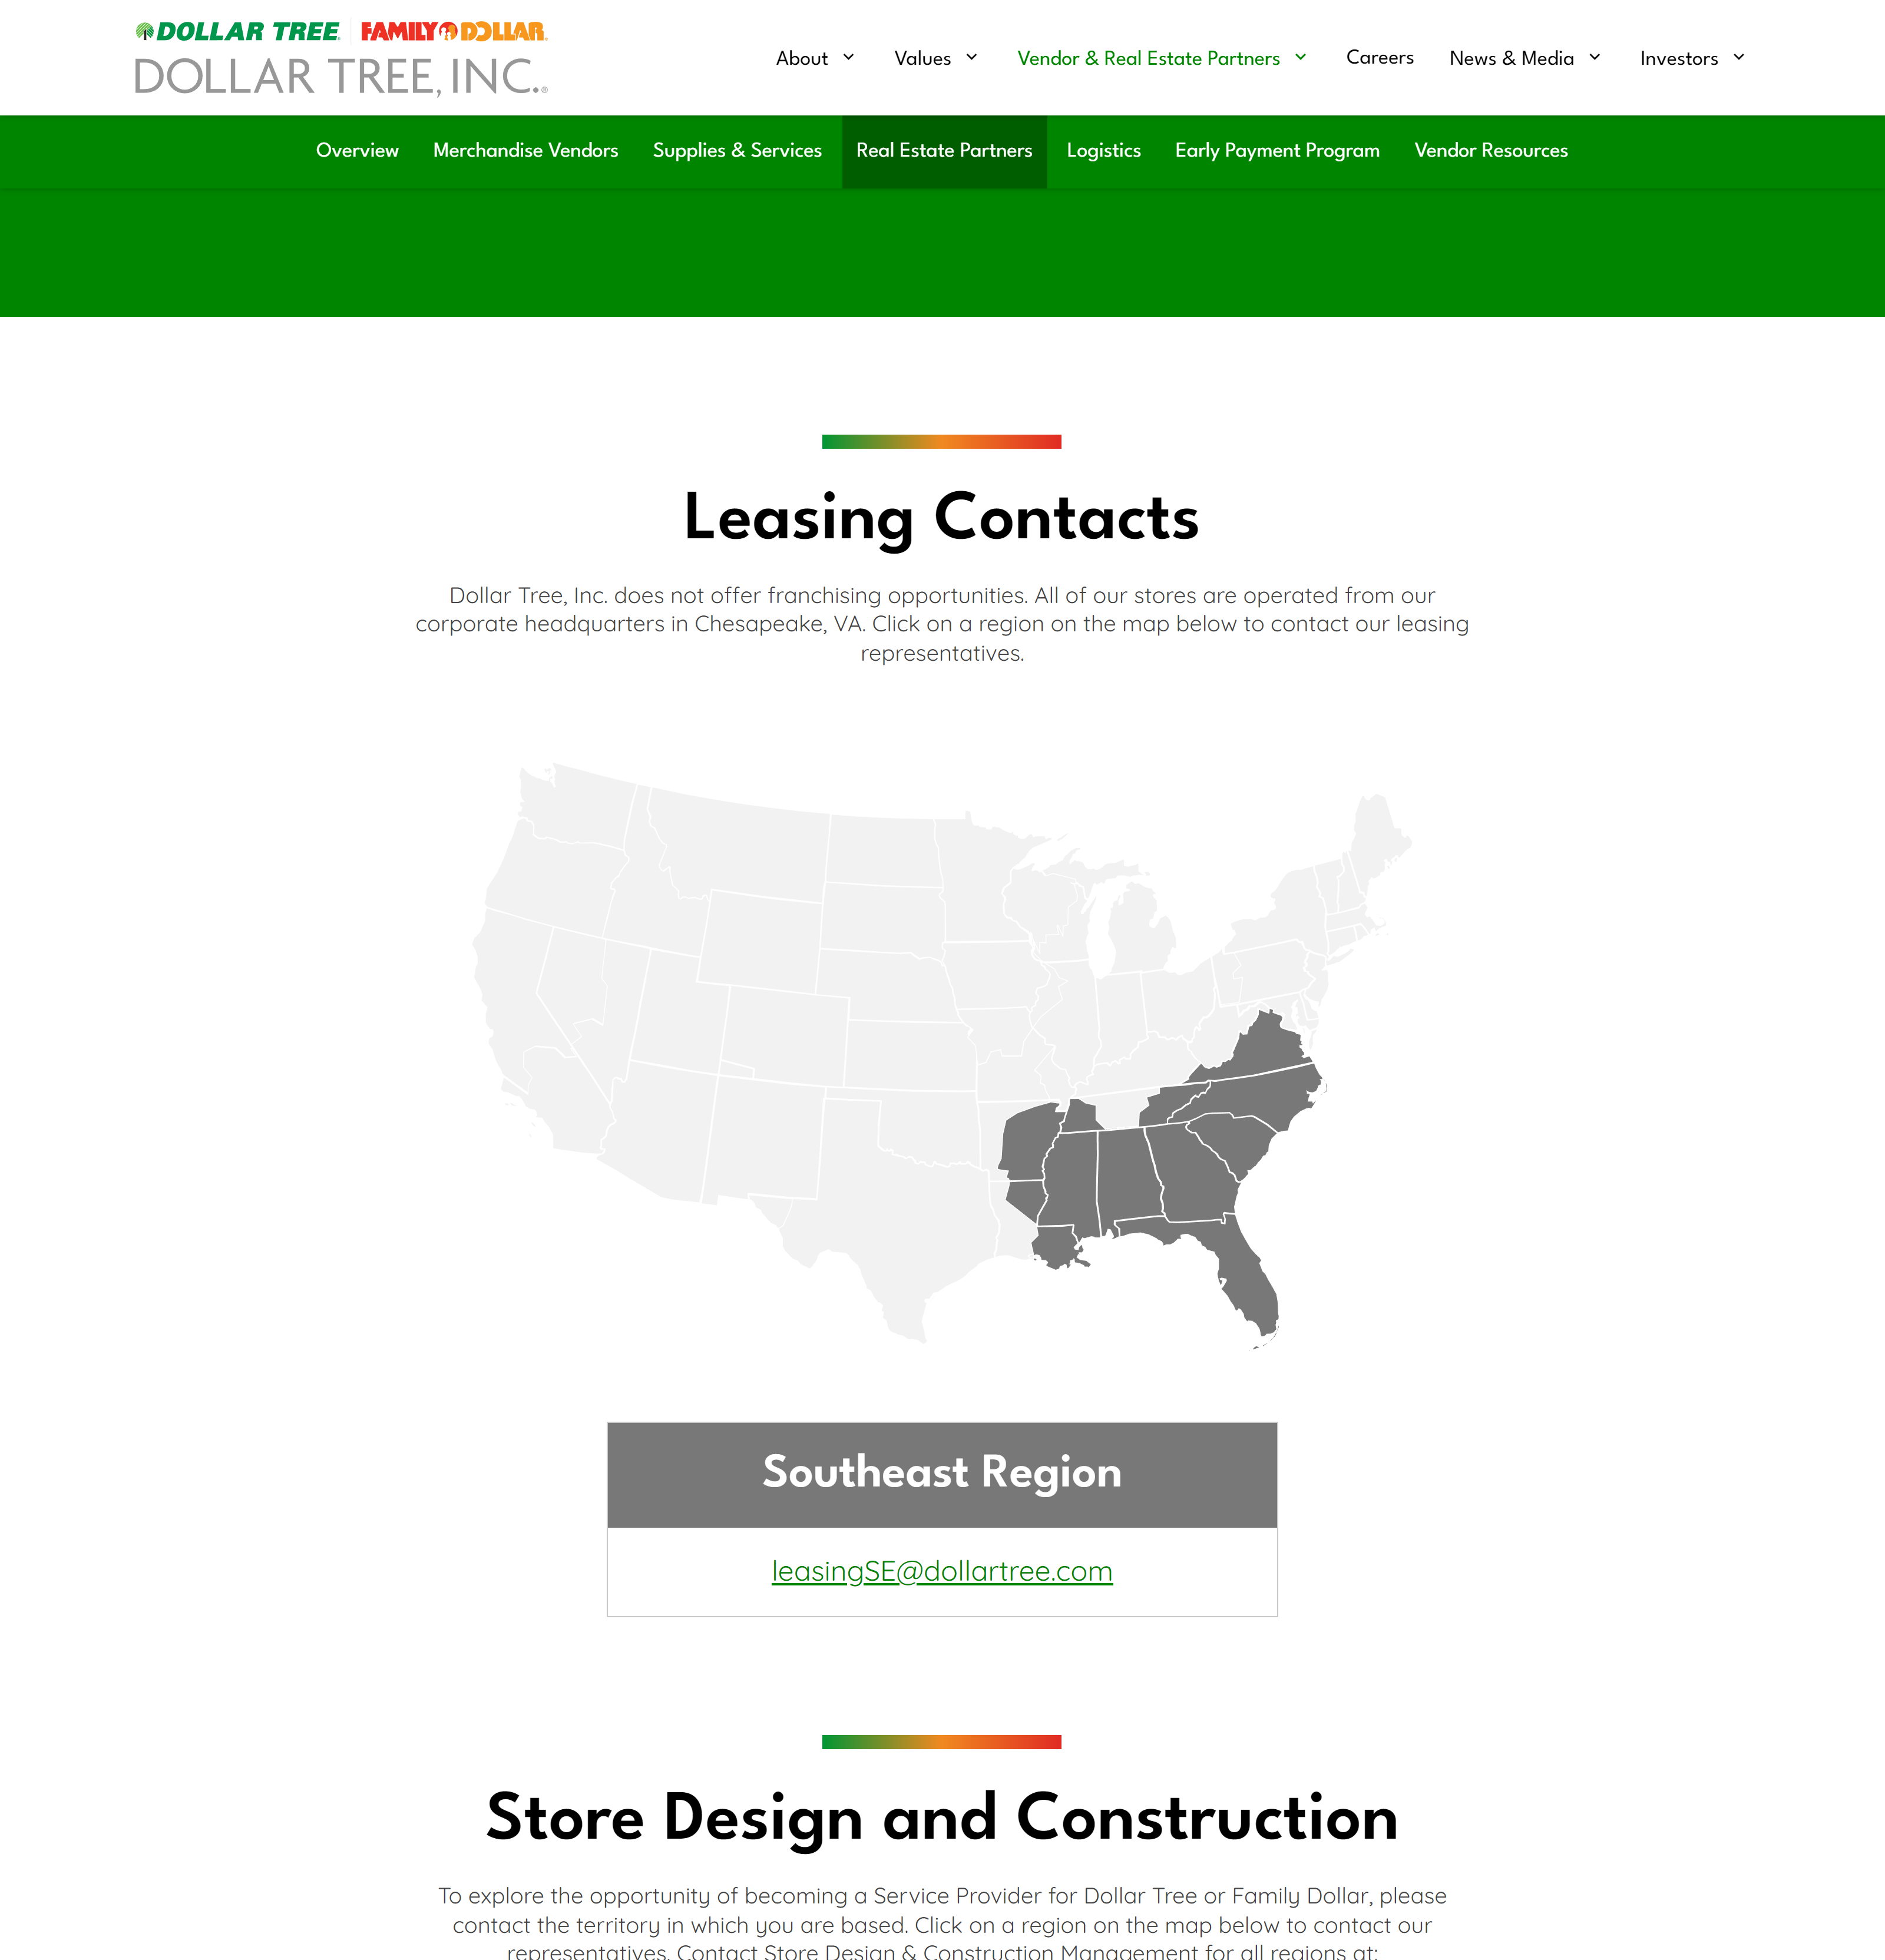 DOLLAR TREE. FAMILY DOLLAR.
DOLLAR TREE, INC.®
About Values Vendor & Real Estate Partners Careers News & Media Investors
Overview Merchandise Vendors Supplies & Services Real Estate Partners Logistics Early Payment Program Vendor Resources
Leasing Contacts
Dollar Tree, Inc. does not offer franchising opportunities. All of our stores are operated from our
corporate headquarters in Chesapeake, VA. Click on a region on the map below to contact our leasing
representatives.
Southeast Region
leasingSE@dollartree.com
Store Design and Construction
To explore the opportunity of becoming a Service Provider for Dollar Tree or Family Dollar, please
contact the territory in which you are based. Click on a region on the map below to contact our
representatives. Contact Store Design & Construction Management for all regions at: